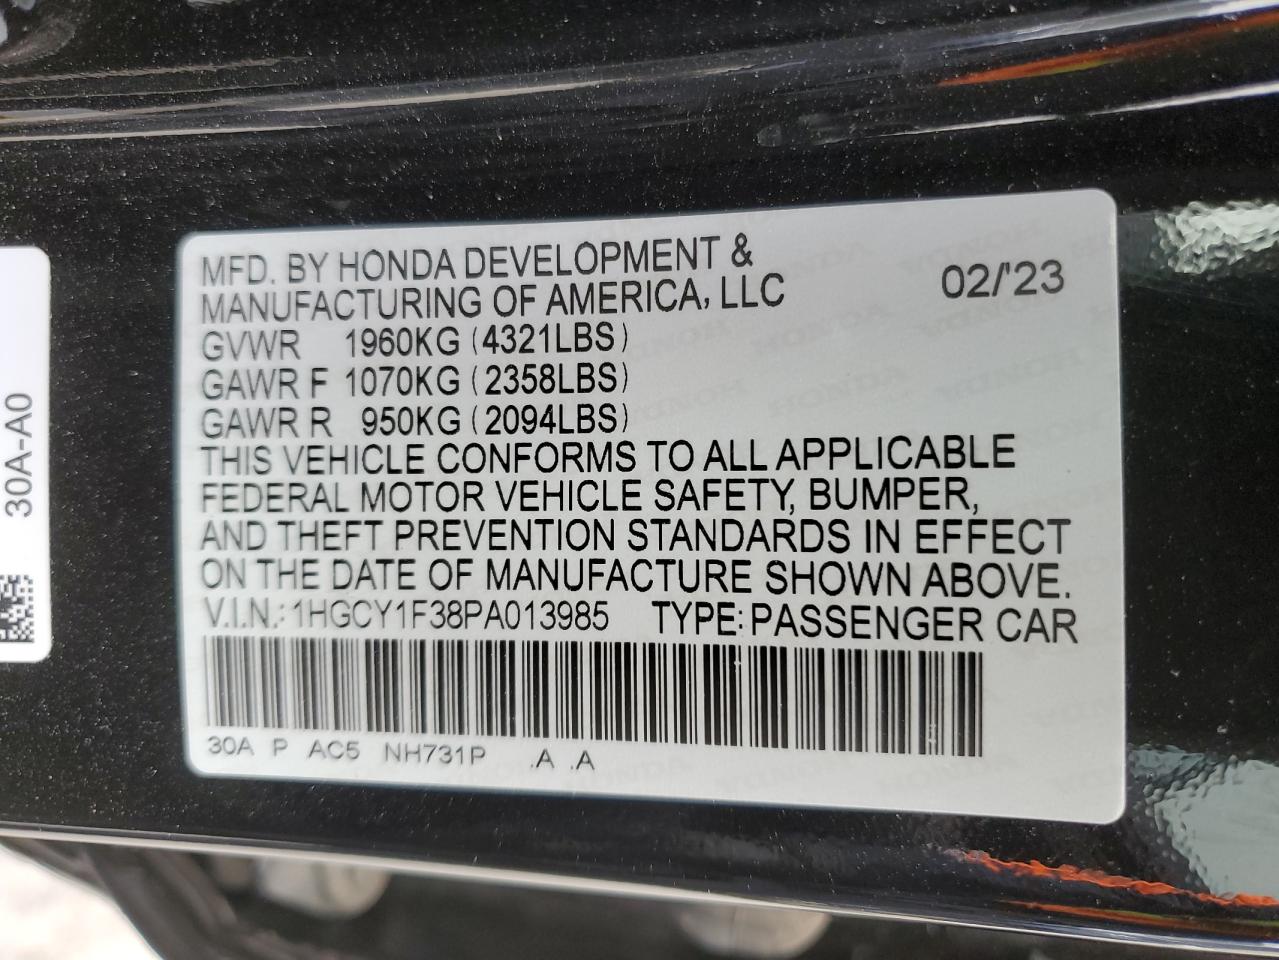 MFD. BY HONDA DEVELOPMENT &
MANUFACTURING OF AMERICA, LLC
02/'23
GVWR 1960KG (4321LBS)
GAWR F 1070KG (2358LBS)
GAWR R 950KG (2094LBS)
THIS VEHICLE CONFORMS TO ALL APPLICABLE
FEDERAL MOTOR VEHICLE SAFETY, BUMPER,
AND THEFT PREVENTION STANDARDS IN EFFECT
ON THE DATE OF MANUFACTURE SHOWN ABOVE.
V.I.N.: 1HGCY1F38PA013985 TYPE: PASSENGER CAR
30A P AC5 NH731P .A .A
30A-A0